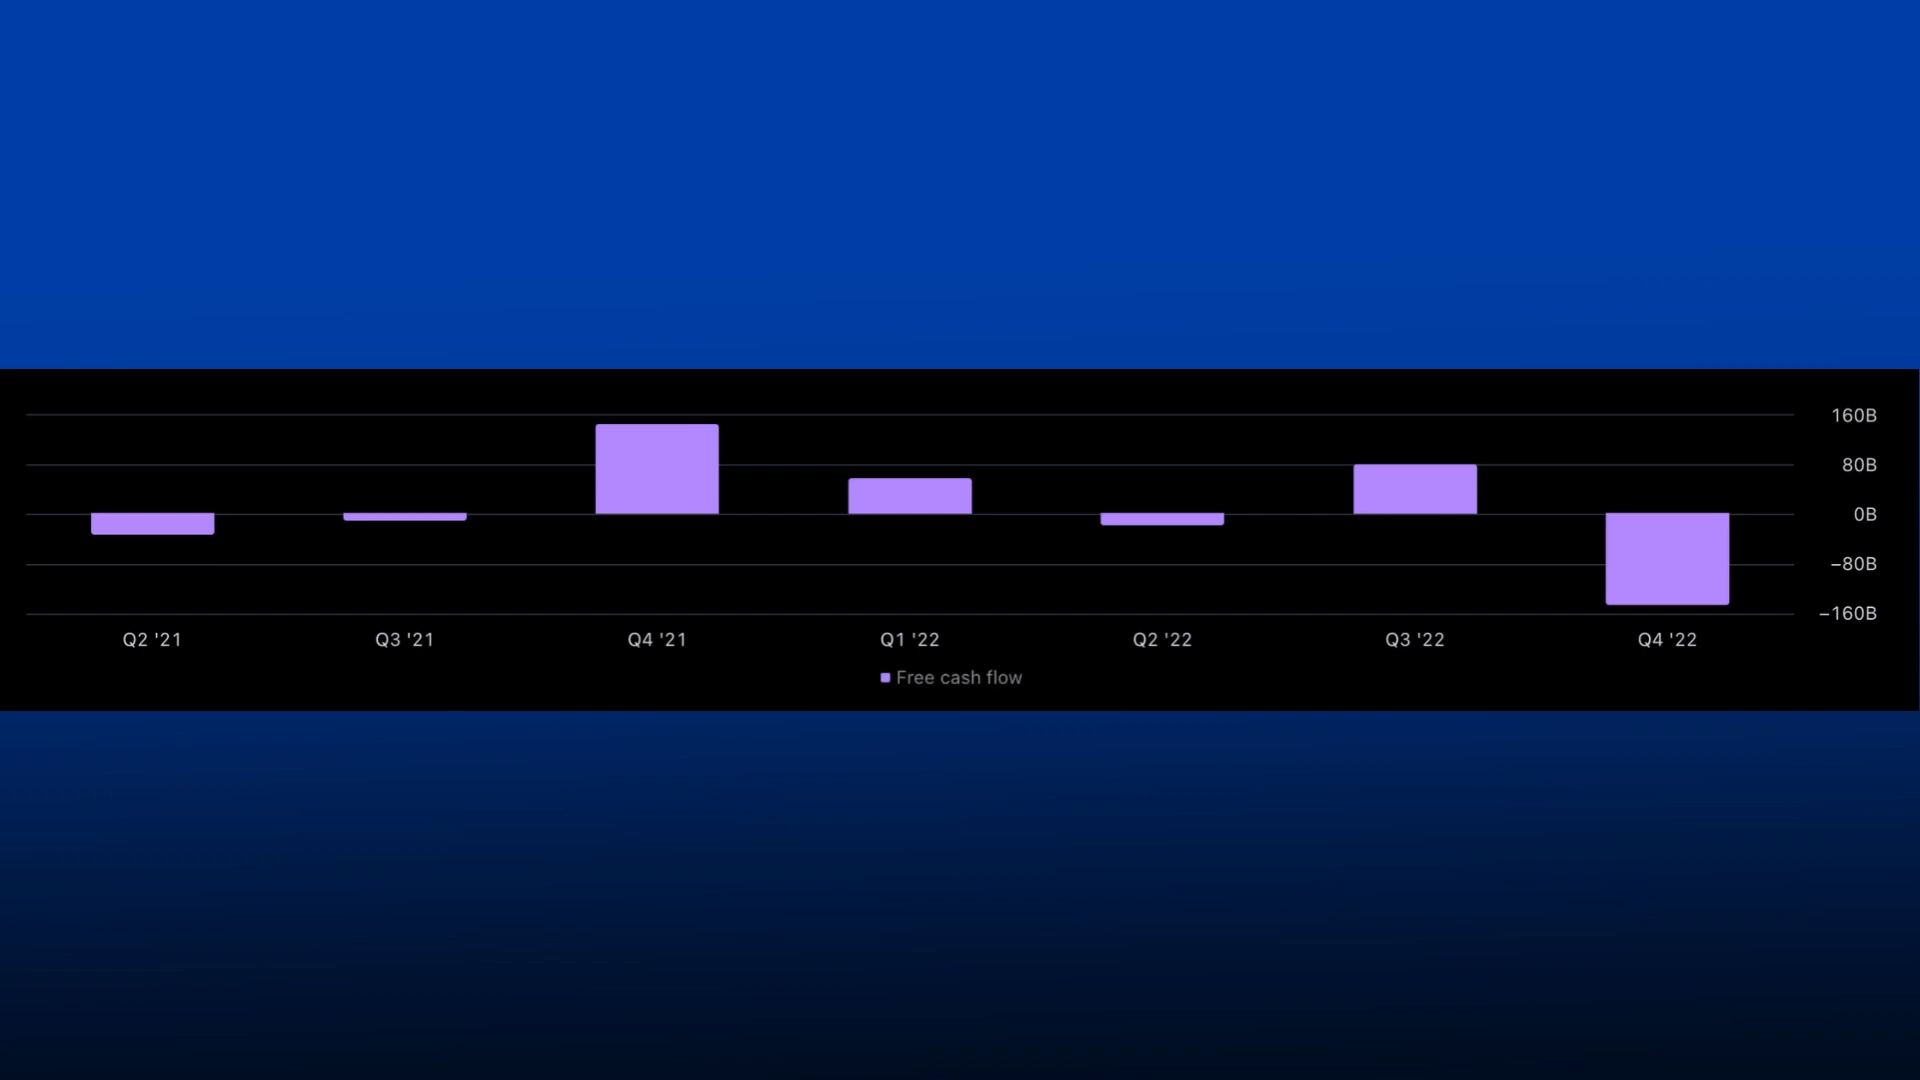 160B
80B
0B
−80B
−160B
Q2 '21 Q3 '21 Q4 '21 Q1 '22 Q2 '22 Q3 '22 Q4 '22
Free cash flow